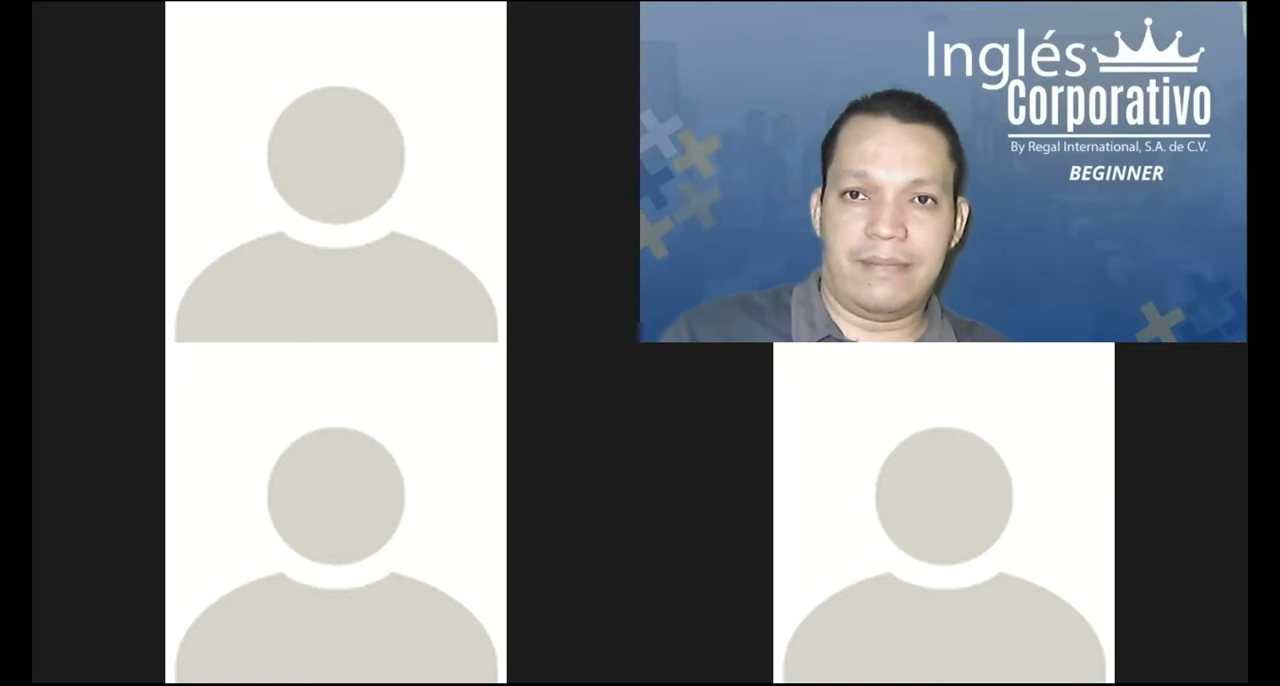 Inglés
Corporativo
By Regal International, S.A. de C.V.
BEGINNER